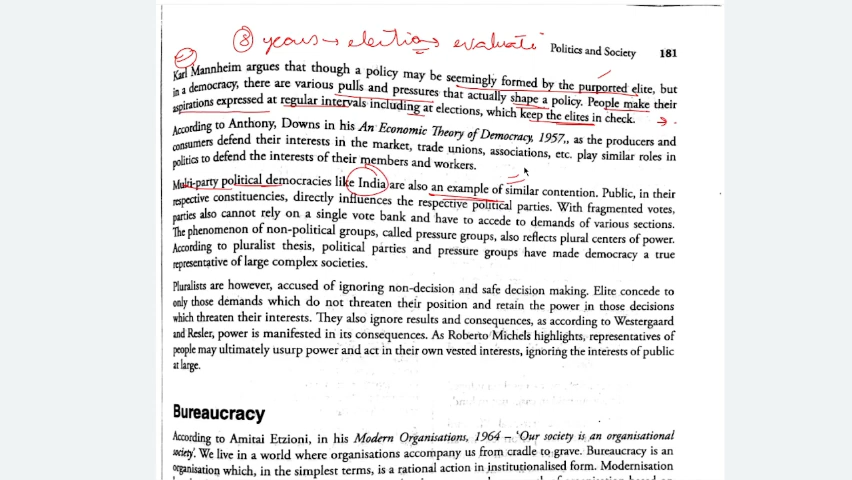 8 years → elections evaluate
Politics and Society 181
Karl Mannheim argues that though a policy may be seemingly formed by the purported elite, but
in a democracy, there are various pulls and pressures that actually shape a policy. People make their
aspirations expressed at regular intervals including at elections, which keep the elites in check.
According to Anthony, Downs in his An Economic Theory of Democracy, 1957,, as the producers and
consumers defend their interests in the market, trade unions, associations, etc. play similar roles in
politics to defend the interests of their members and workers.
Multi-party political democracies like India are also an example of similar contention. Public, in their
respective constituencies, directly influences the respective political parties. With fragmented votes,
parties also cannot rely on a single vote bank and have to accede to demands of various sections.
The phenomenon of non-political groups, called pressure groups, also reflects plural centers of power.
According to pluralist thesis, political parties and pressure groups have made democracy a true
representative of large complex societies.
Pluralists are however, accused of ignoring non-decision and safe decision making. Elite concede to
only those demands which do not threaten their position and retain the power in those decisions
which threaten their interests. They also ignore results and consequences, as according to Westergaard
and Resler, power is manifested in its consequences. As Roberto Michels highlights, representatives of
people may ultimately usurp power and act in their own vested interests, ignoring the interests of public
at large.
Bureaucracy
According to Amitai Etzioni, in his Modern Organisations, 1964 – 'Our society is an organisational
society'. We live in a world where organisations accompany us from cradle to grave. Bureaucracy is an
organisation which, in the simplest terms, is a rational action in institutionalised form. Modernisation